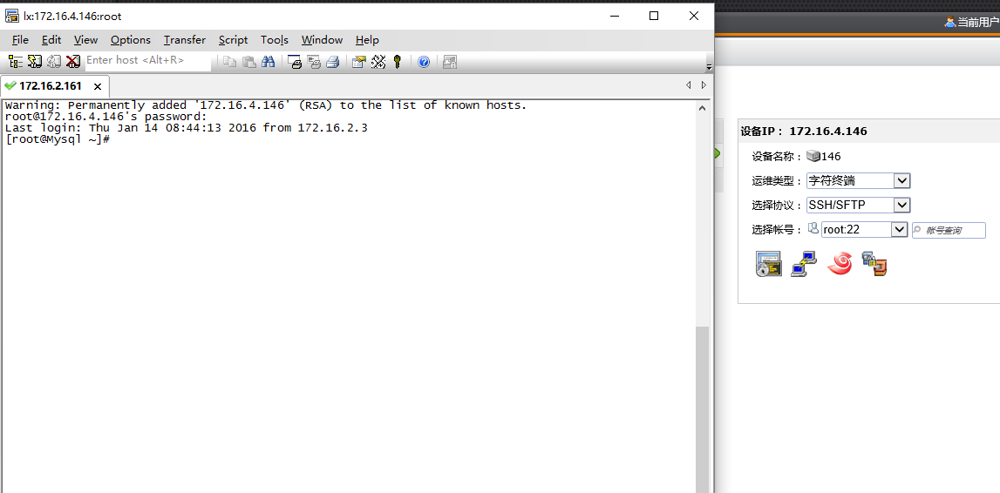 lx:172.16.4.146:root
File Edit View Options Transfer Script Tools Window Help
Enter host <Alt+R>
172.16.2.161
Warning: Permanently added '172.16.4.146' (RSA) to the list of known hosts.
root@172.16.4.146's password:
Last login: Thu Jan 14 08:44:13 2016 from 172.16.2.3
[root@Mysql ~]#
当前用户
设备IP： 172.16.4.146
设备名称： 146
运维类型： 字符终端
选择协议： SSH/SFTP
选择帐号： root:22 帐号查询